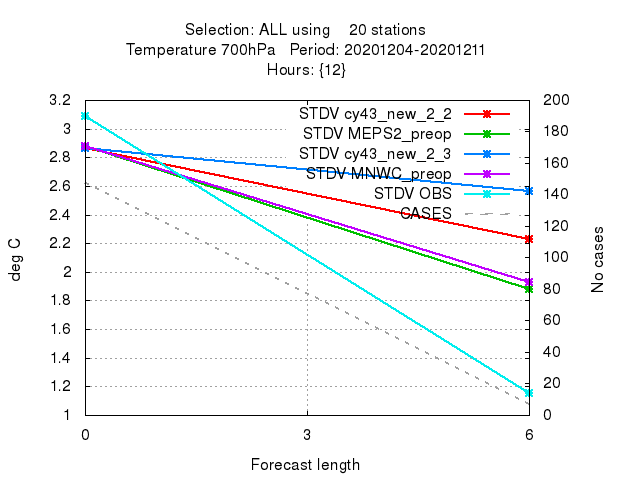 Selection: ALL using 20 stations
Temperature 700hPa Period: 20201204-20201211
Hours: {12}
3.2
3
2.8
2.6
2.4
2.2
2
1.8
1.6
1.4
1.2
1
deg C
STDV cy43_new_2_2
STDV MEPS2_preop
STDV cy43_new_2_3
STDV MNWC_preop
STDV OBS
CASES
200
180
160
140
120
100
80
60
40
20
0
No cases
0 3 6
Forecast length